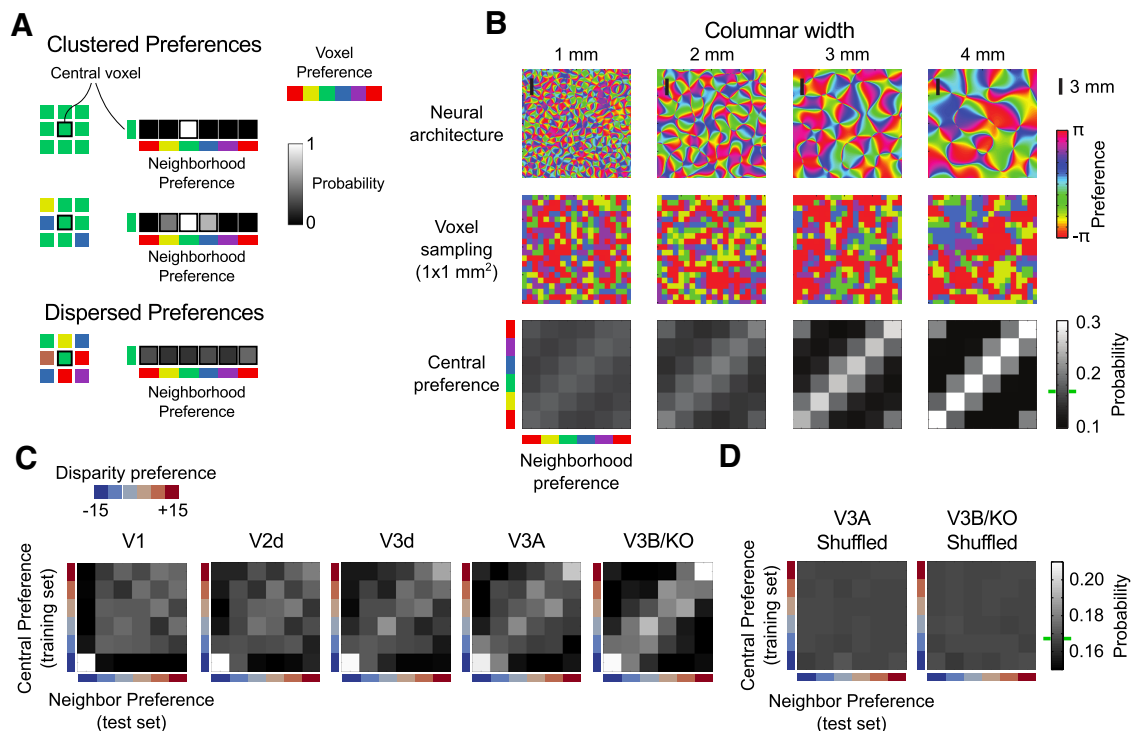 A
Clustered Preferences
Central voxel
Voxel
Preference
Neighborhood
Preference
1
Probability
0
Neighborhood
Preference
Dispersed Preferences
Neighborhood
Preference
B
Columnar width
1 mm
2 mm
3 mm
4 mm
Neural
architecture
3 mm
π
Preference
-π
Voxel
sampling
(1x1 mm²)
Central
preference
0.3
0.2
0.1
Probability
Neighborhood
preference
C
Disparity preference
-15
+15
V1
V2d
V3d
V3A
V3B/KO
Central Preference
(training set)
Neighbor Preference
(test set)
D
V3A
Shuffled
V3B/KO
Shuffled
Central Preference
(training set)
0.20
0.18
0.16
Probability
Neighbor Preference
(test set)